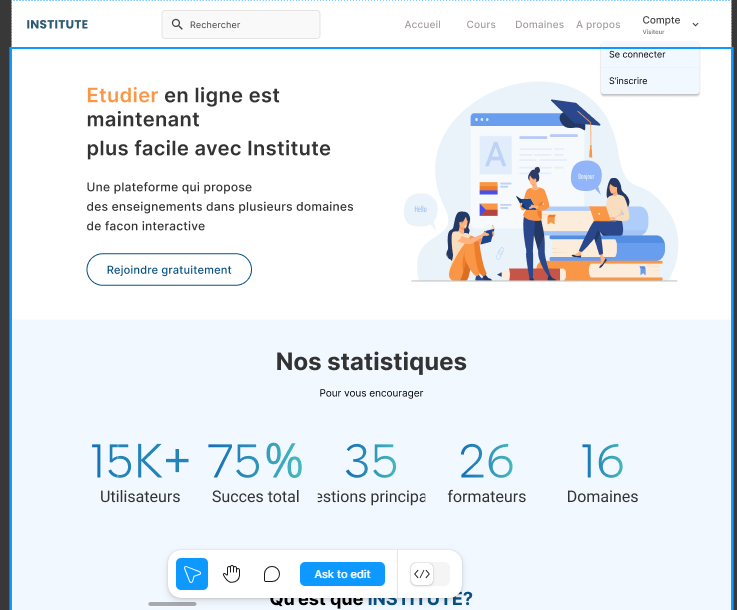 INSTITUTE
Rechercher
Accueil
Cours
Domaines
A propos
Compte
Visiteur
Se connecter
S'inscrire
Etudier en ligne est
maintenant
plus facile avec Institute
Une plateforme qui propose
des enseignements dans plusieurs domaines
de facon interactive
Rejoindre gratuitement
A
Hello
Bonjour
Nos statistiques
Pour vous encourager
15K+
75%
35
26
16
Utilisateurs
Succes total
estions principa
formateurs
Domaines
Ask to edit
</>
Qu'est que INSTITUTE?